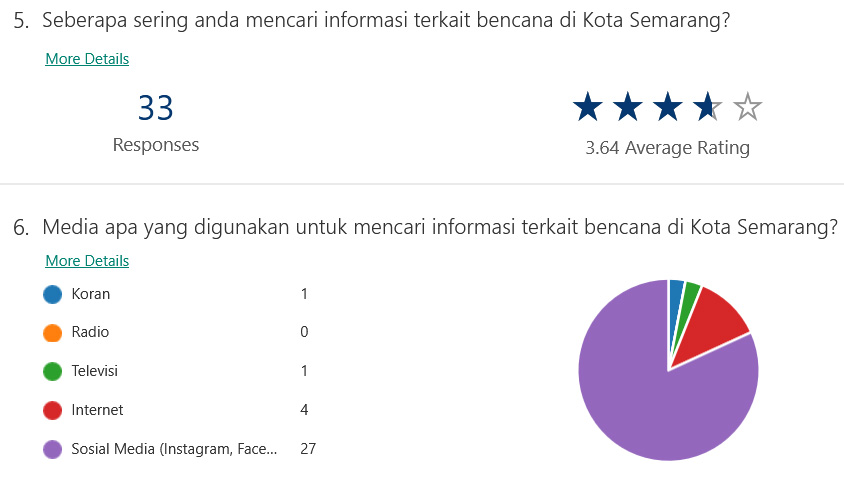 5. Seberapa sering anda mencari informasi terkait bencana di Kota Semarang?
More Details
33
Responses
3.64 Average Rating
6. Media apa yang digunakan untuk mencari informasi terkait bencana di Kota Semarang?
More Details
Koran 1
Radio 0
Televisi 1
Internet 4
Sosial Media (Instagram, Face... 27